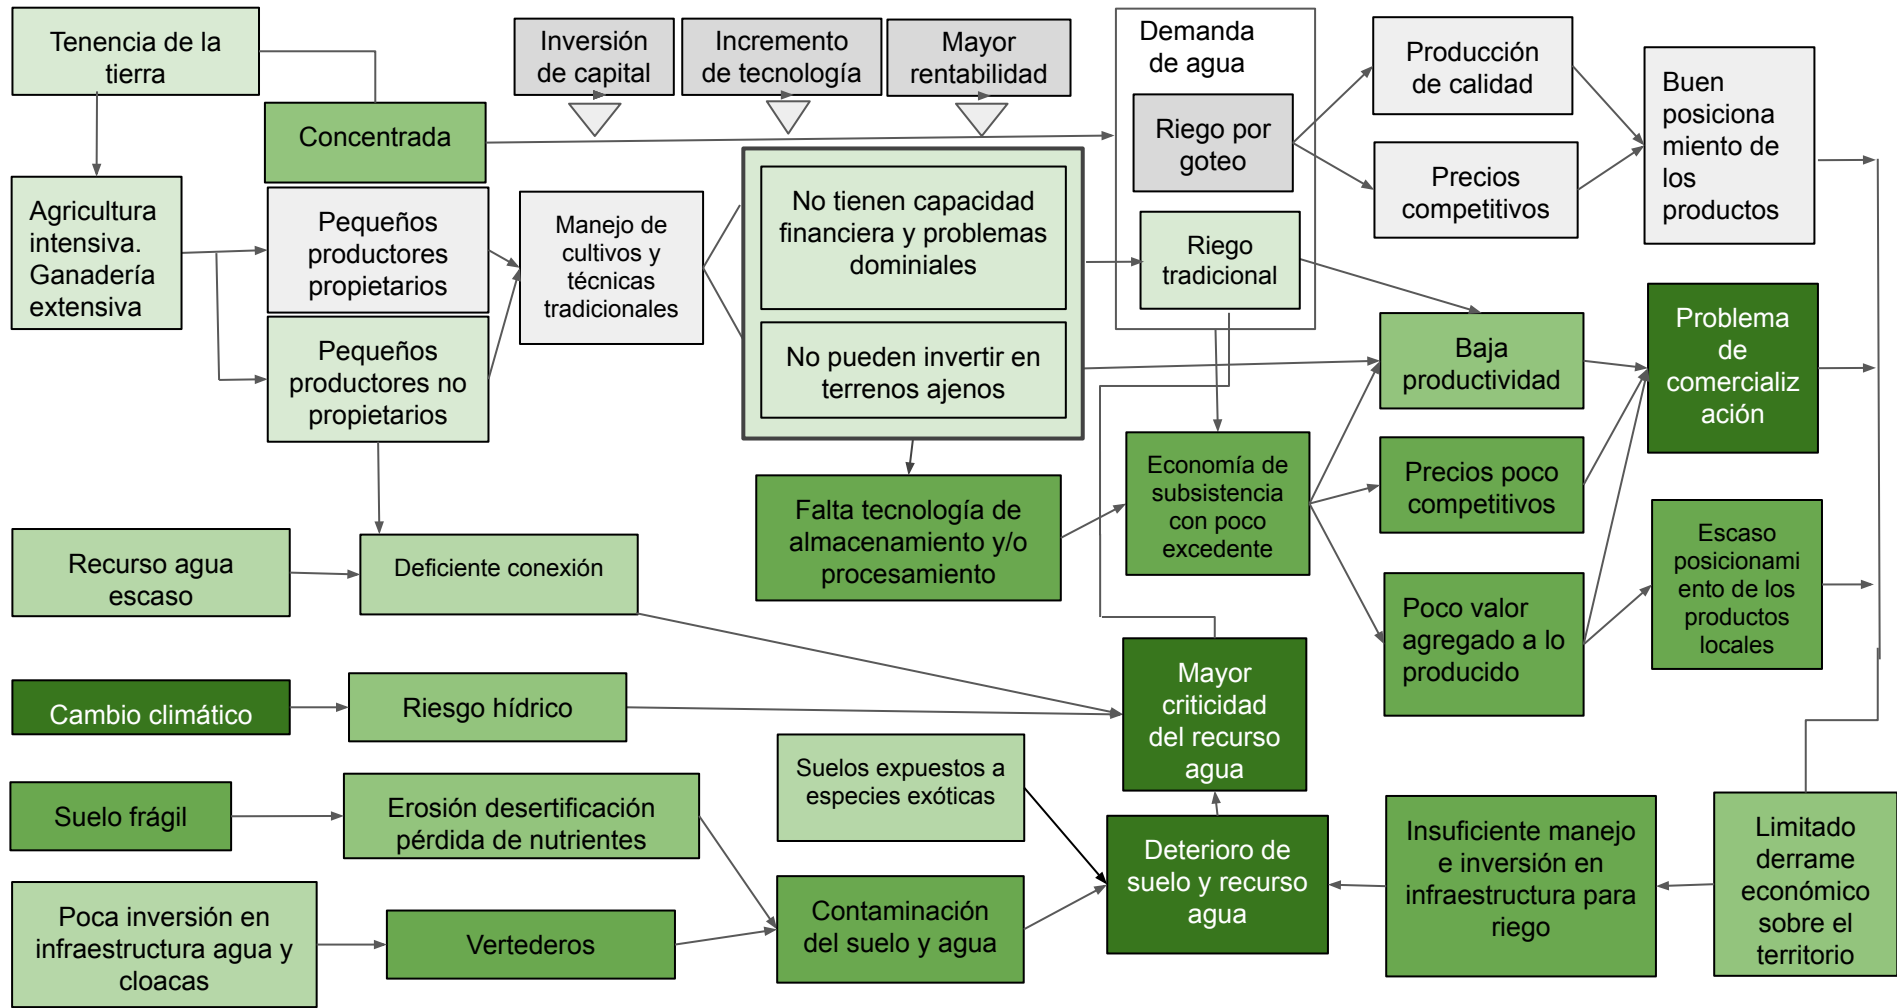 Tenencia de la
tierra
Inversión
de capital
Incremento
de tecnología
Mayor
rentabilidad
Demanda
de agua
Producción
de calidad
Buen
posiciona
miento de
los
productos
Concentrada
Riego por
goteo
Precios
competitivos
Agricultura
intensiva.
Ganadería
extensiva
Pequeños
productores
propietarios
Manejo de
cultivos y
técnicas
tradicionales
No tienen capacidad
financiera y problemas
dominiales
Riego
tradicional
Pequeños
productores no
propietarios
No pueden invertir en
terrenos ajenos
Baja
productividad
Problema
de
comercializ
ación
Falta tecnología de
almacenamiento y/o
procesamiento
Economía de
subsistencia
con poco
excedente
Precios poco
competitivos
Recurso agua
escaso
Deficiente conexión
Escaso
posicionami
ento de los
productos
locales
Poco valor
agregado a lo
producido
Cambio climático
Riesgo hídrico
Mayor
criticidad
del recurso
agua
Suelos expuestos a
especies exóticas
Suelo frágil
Erosión desertificación
pérdida de nutrientes
Deterioro de
suelo y recurso
agua
Insuficiente manejo
e inversión en
infraestructura para
riego
Limitado
derrame
económico
sobre el
territorio
Poca inversión en
infraestructura agua y
cloacas
Vertederos
Contaminación
del suelo y agua